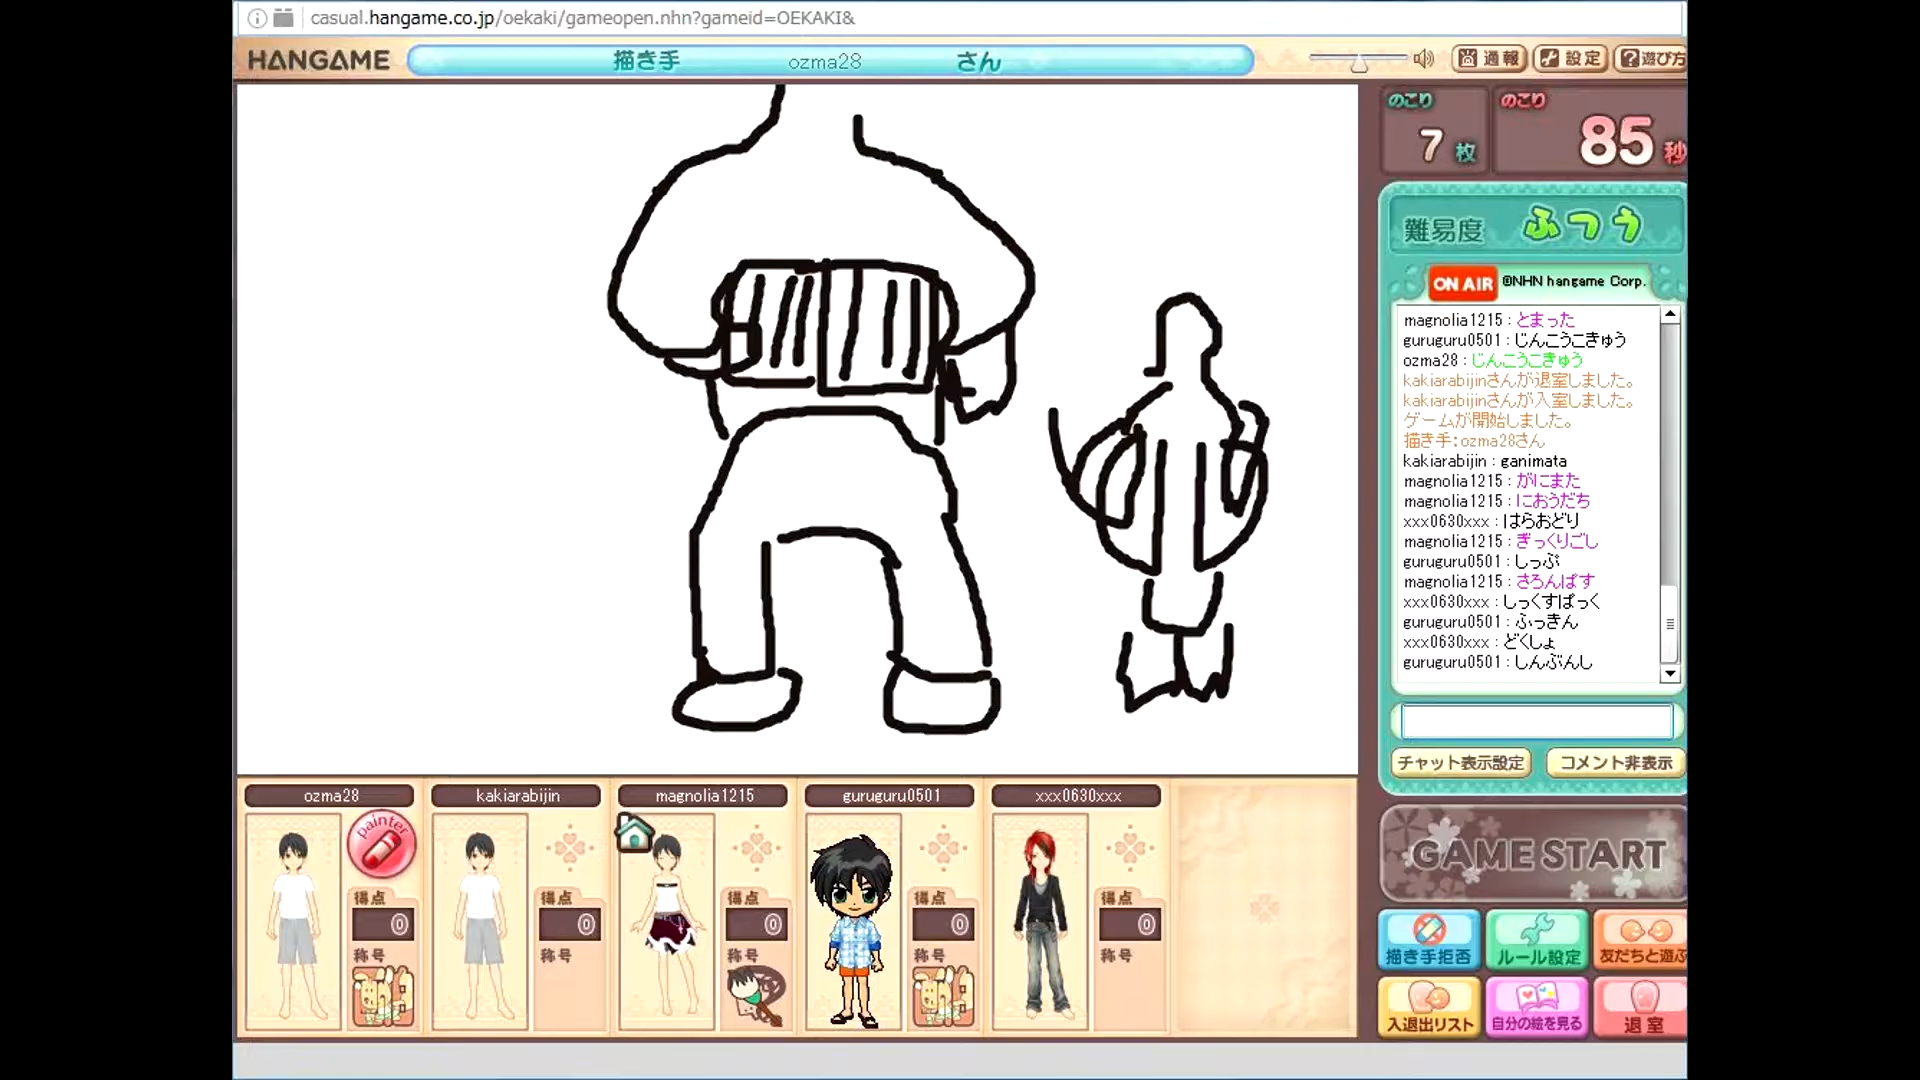 casual.hangame.co.jp/oekaki/gameopen.nhn?gameid=OEKAKI&
HANGAME
描き手 ozma28 さん
通報
設定
遊び方
のこり
7枚
のこり
85秒
難易度 ふつう
ON AIR @NHN hangame Corp.
magnolia1215 : とまった
guruguru0501 : じんこうこきゅう
ozma28 : じんこうこきゅう
kakiarabijinさんが退室しました。
kakiarabijinさんが入室しました。
ゲームが開始しました。
描き手:ozma28さん
kakiarabijin : ganimata
magnolia1215 : がにまた
magnolia1215 : におうだち
xxx0630xxx : はらおどり
magnolia1215 : ぎっくりごし
guruguru0501 : しっぷ
magnolia1215 : さろんぱす
xxx0630xxx : しっくすぱっく
guruguru0501 : ふっきん
xxx0630xxx : どくしょ
guruguru0501 : しんぶんし
チャット表示設定
コメント非表示
GAME START
描き手拒否
ルール設定
友だちと遊ぶ
入退出リスト
自分の絵を見る
退室
ozma28
painter
得点
0
称号
kakiarabijin
得点
0
称号
magnolia1215
得点
0
称号
guruguru0501
得点
0
称号
xxx0630xxx
得点
0
称号